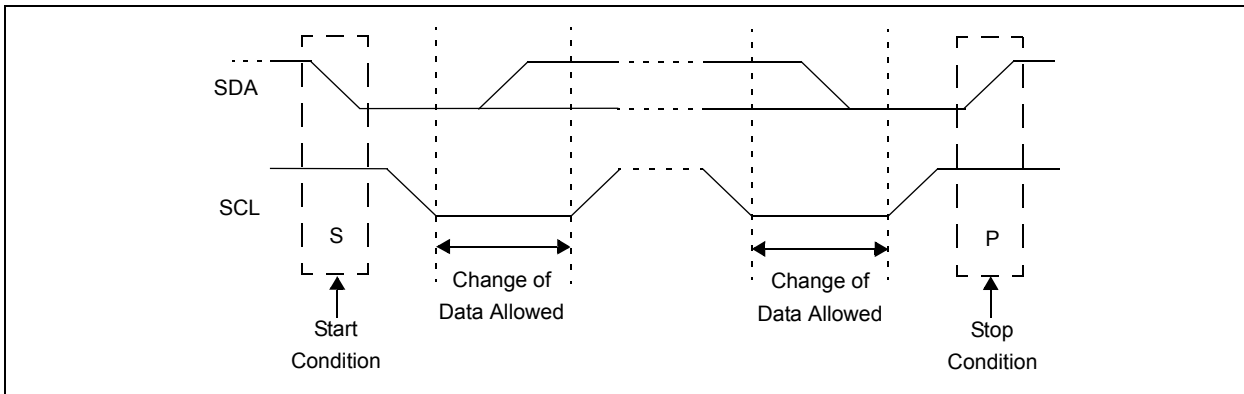 SDA
SCL
S
P
Change of
Data Allowed
Change of
Data Allowed
Start
Condition
Stop
Condition